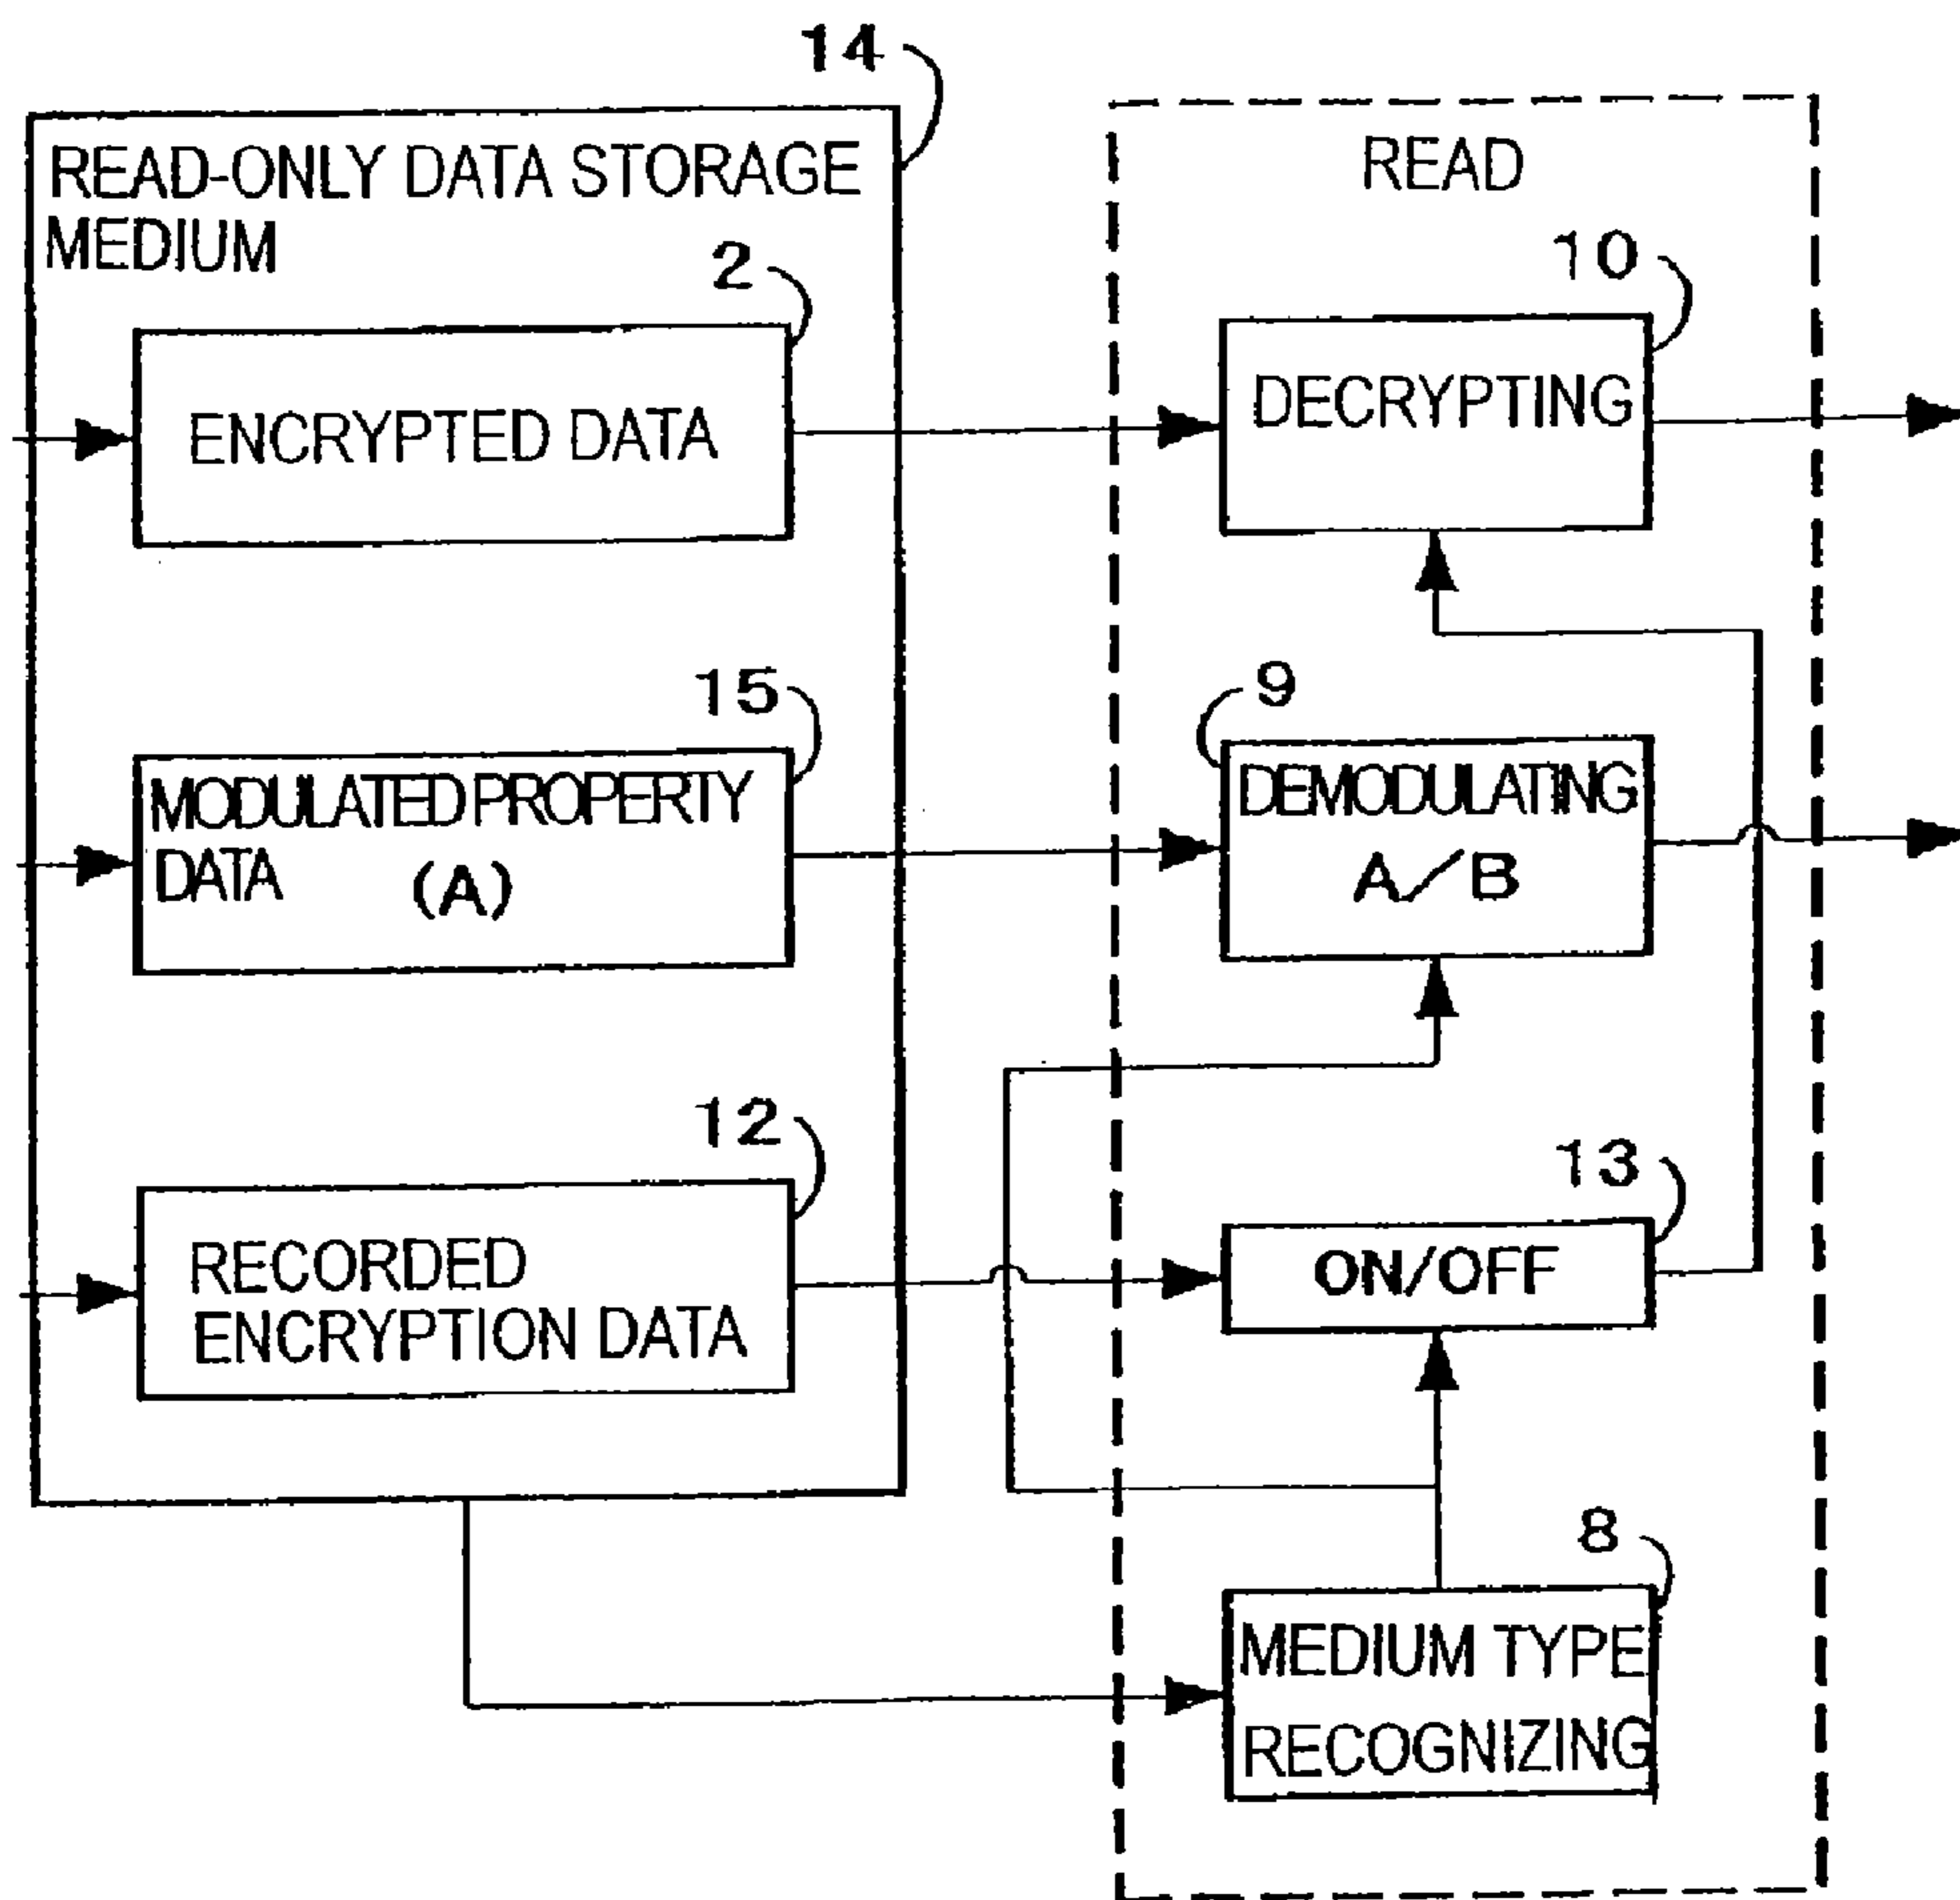 14
READ-ONLY DATA STORAGE
MEDIUM
2
ENCRYPTED DATA
15
MODULATED PROPERTY
DATA (A)
12
RECORDED
ENCRYPTION DATA
READ
10
DECRYPTING
9
DEMODULATING
A/B
13
ON/OFF
8
MEDIUM TYPE
RECOGNIZING